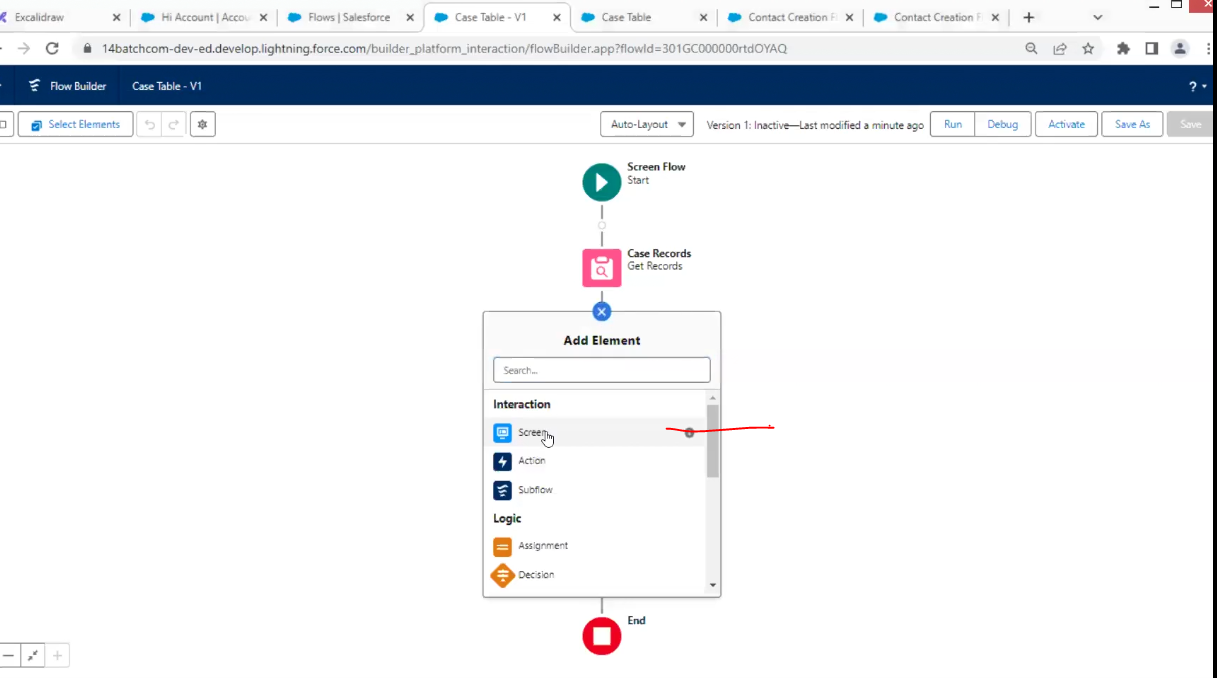 Excalidraw
Hi Account | Accou
Flows | Salesforce
Case Table - V1
Case Table
Contact Creation F
Contact Creation F
14batchcom-dev-ed.develop.lightning.force.com/builder_platform_interaction/flowBuilder.app?flowId=301GC000000rtdOYAQ
Flow Builder
Case Table - V1
?
Select Elements
Auto-Layout
Version 1: Inactive—Last modified a minute ago
Run
Debug
Activate
Save As
Save
Screen Flow
Start
Case Records
Get Records
Add Element
Search...
Interaction
Screen
Action
Subflow
Logic
Assignment
Decision
End